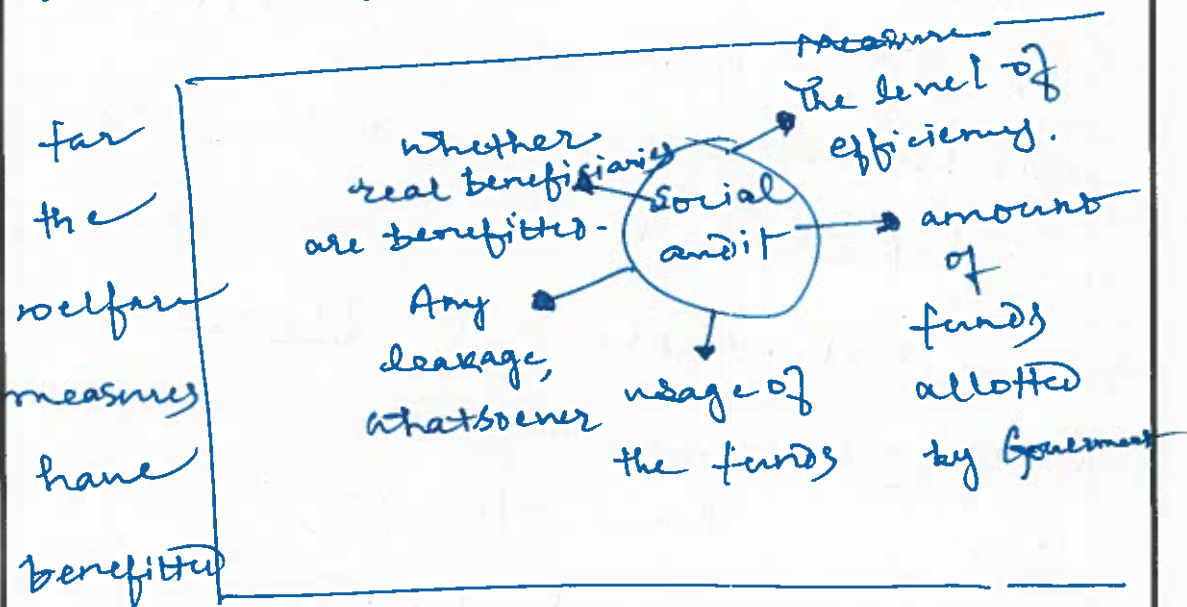 far
the
welfare
measures
have
benefitted
measure
The level of
efficiency.
whether
real benefisiaries
are benefitted.
Social
audit
amount
of
funds
allotted
by Government
Any
leakage,
whatsoever
usage of
the funds